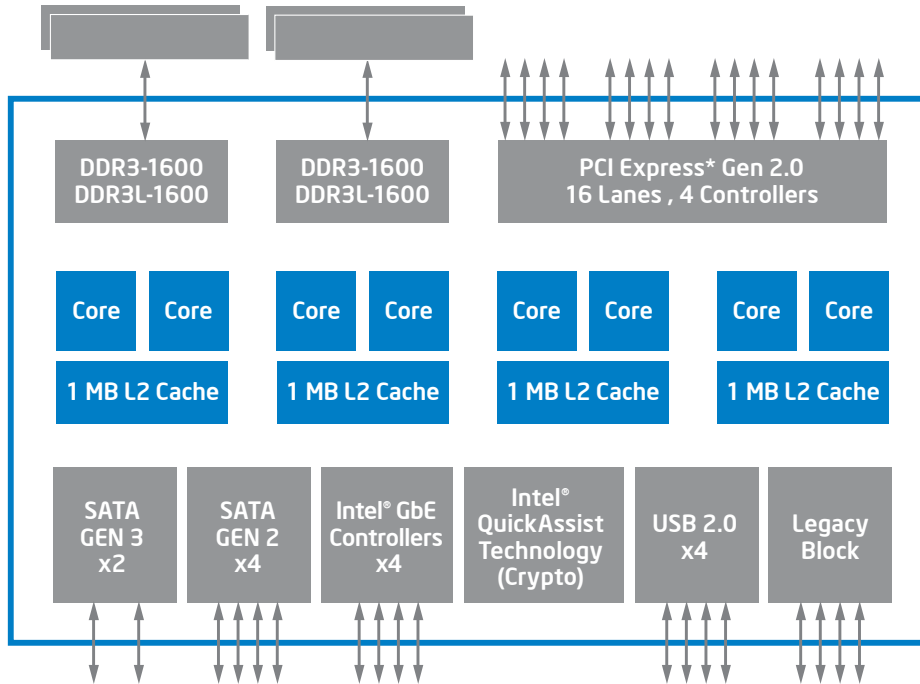 DDR3-1600
DDR3L-1600
DDR3-1600
DDR3L-1600
PCI Express* Gen 2.0
16 Lanes , 4 Controllers
Core
Core
Core
Core
Core
Core
Core
Core
1 MB L2 Cache
1 MB L2 Cache
1 MB L2 Cache
1 MB L2 Cache
SATA
GEN 3
x2
SATA
GEN 2
x4
Intel® GbE
Controllers
x4
Intel®
QuickAssist
Technology
(Crypto)
USB 2.0
x4
Legacy
Block